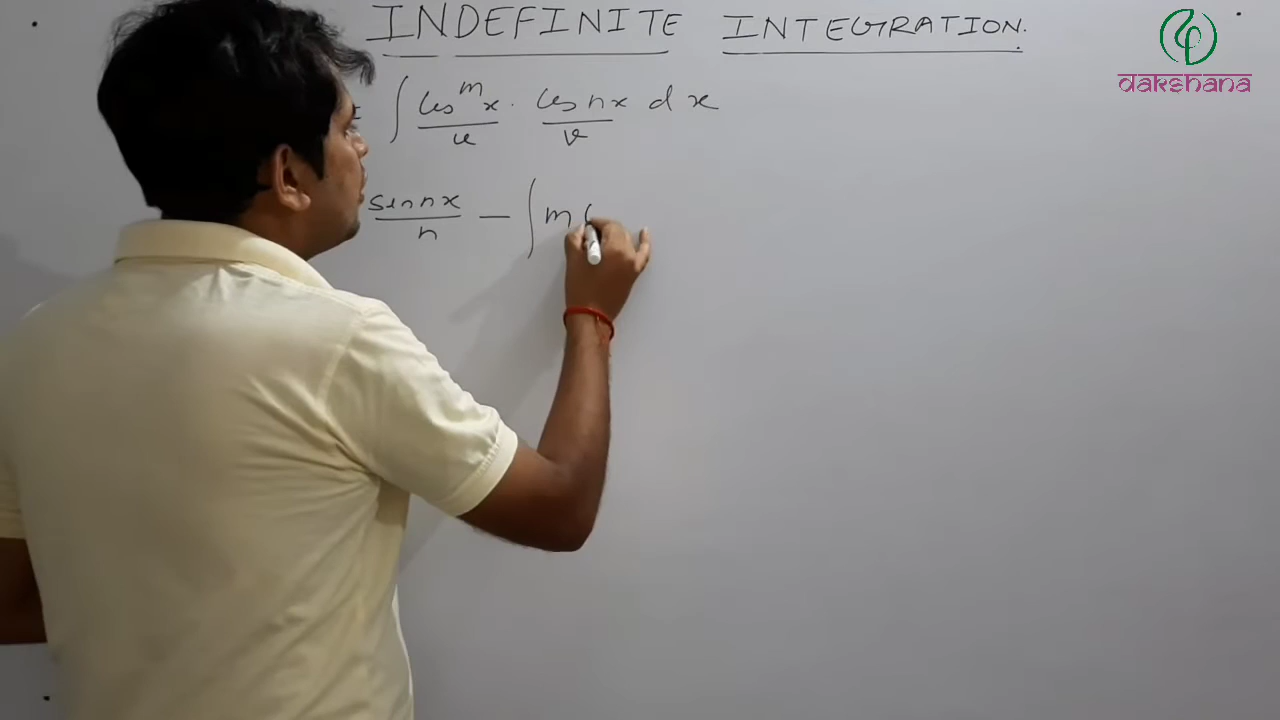 INDEFINITE INTEGRATION.
dakshana
= ∫ cos^m x . cos nx dx
u v
sin nx / n − ∫ m